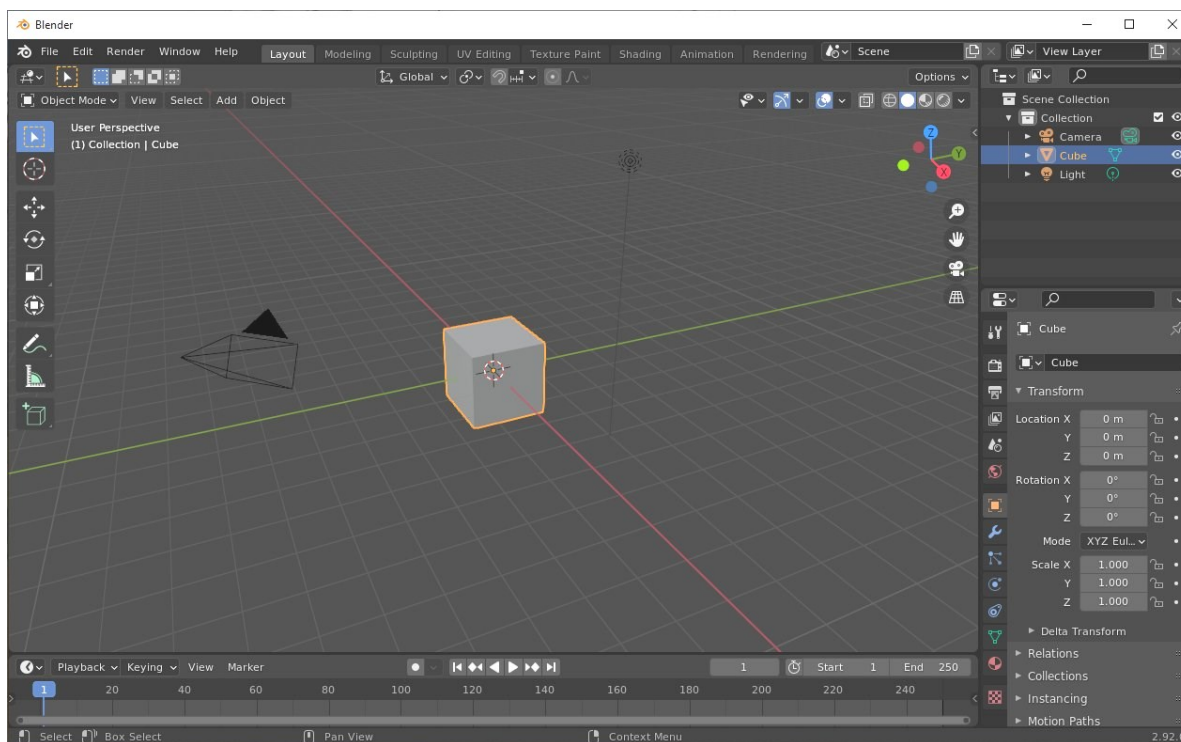 Blender
File Edit Render Window Help Layout Modeling Sculpting UV Editing Texture Paint Shading Animation Rendering Scene View Layer
Global Options
Object Mode View Select Add Object
User Perspective
(1) Collection | Cube
Z
Y
X
Scene Collection
Collection
Camera
Cube
Light
Cube
Cube
Transform
Location X 0 m
Y 0 m
Z 0 m
Rotation X 0°
Y 0°
Z 0°
Mode XYZ Eul...
Scale X 1.000
Y 1.000
Z 1.000
Delta Transform
Relations
Collections
Instancing
Motion Paths
Playback Keying View Marker 1 Start 1 End 250
1 20 40 60 80 100 120 140 160 180 200 220 240
Select Box Select Pan View Context Menu 2.92.